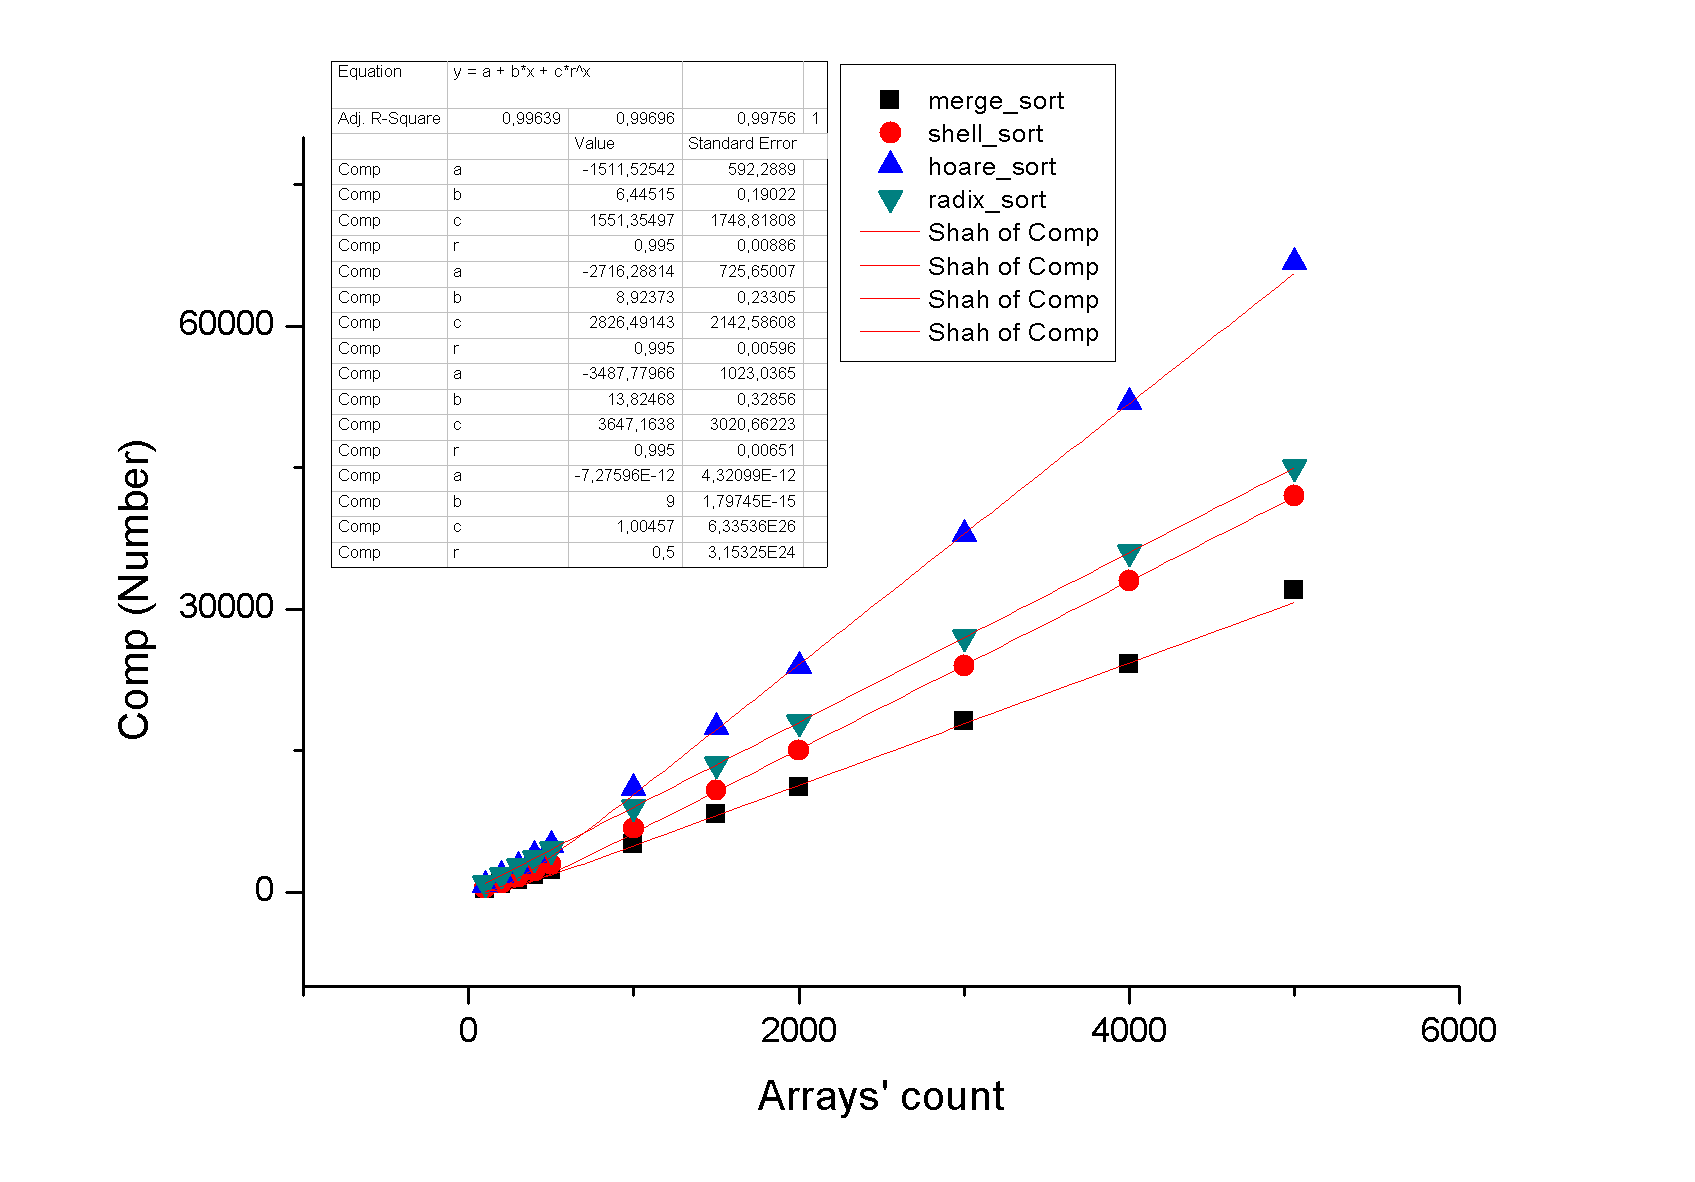 Equation y = a + b*x + c*r^x
Adj. R-Square 0,99639 0,99696 0,99756 1
Value Standard Error
Comp a -1511,52542 592,2889
Comp b 6,44515 0,19022
Comp c 1551,35497 1748,81808
Comp r 0,995 0,00886
Comp a -2716,28814 725,65007
Comp b 8,92373 0,23305
Comp c 2826,49143 2142,58608
Comp r 0,995 0,00596
Comp a -3487,77966 1023,0365
Comp b 13,82468 0,32856
Comp c 3647,1638 3020,66223
Comp r 0,995 0,00651
Comp a -7,27596E-12 4,32099E-12
Comp b 9 1,79745E-15
Comp c 1,00457 6,33536E26
Comp r 0,5 3,15325E24
merge_sort
shell_sort
hoare_sort
radix_sort
Shah of Comp
Shah of Comp
Shah of Comp
Shah of Comp
Comp (Number)
60000
30000
0
0 2000 4000 6000
Arrays' count